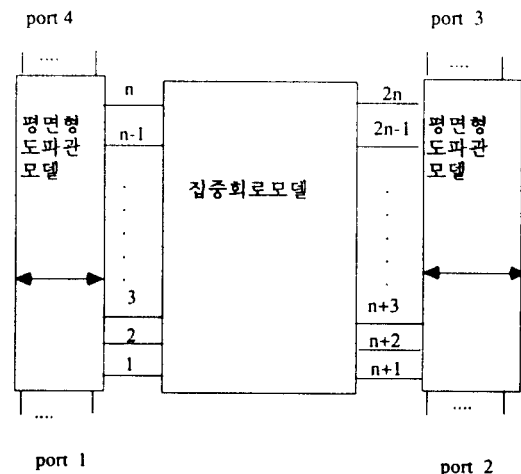 port 4
port 3
....
....
n
2n
평면형
도파관
모델
n-1
2n-1
평면형
도파관
모델
집중회로모델
3
n+3
2
n+2
1
n+1
....
....
port 1
port 2